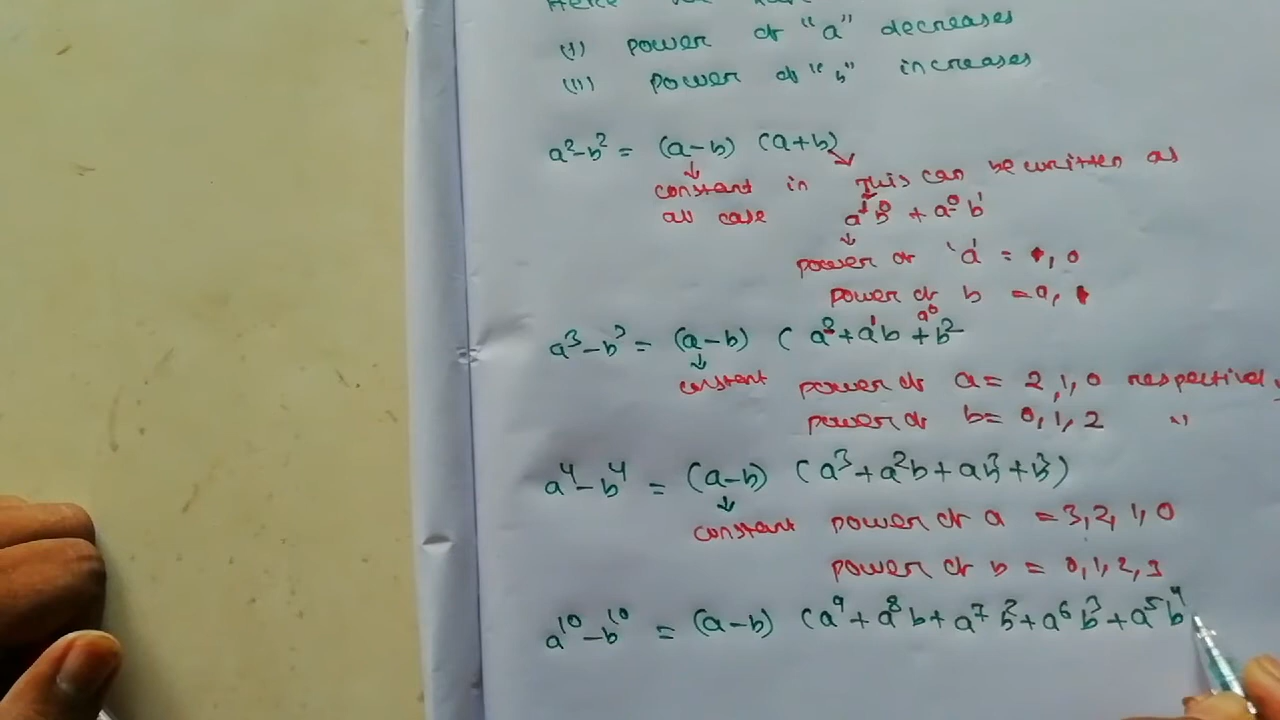 (I) power of "a" decreases
(II) power of "b" increases
a²-b² = (a-b) (a+b)
constant in This can be written as
all case a¹b⁰ + a⁰b¹
power of 'a' = 1, 0
power of b = 0, 1
a⁰
a³-b³ = (a-b) ( a²+a¹b +b²
constant power of a = 2,1,0 respectively
power of b= 0,1,2 "
a⁴-b⁴ = (a-b) (a³+a²b+ab³+b³)
constant power of a = 3,2,1,0
power of b = 0,1,2,3
a¹⁰-b¹⁰ = (a-b) (a⁹+a⁸b+a⁷b²+a⁶b³+a⁵b⁴